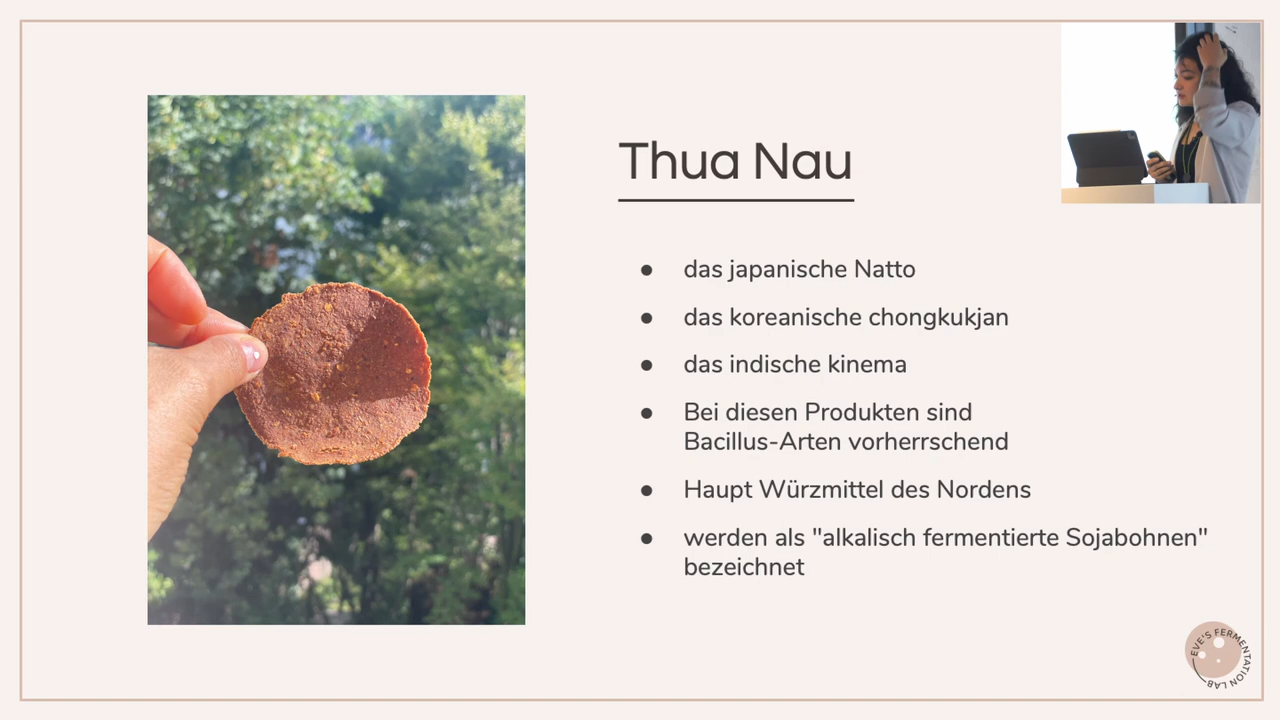 Thua Nau
das japanische Natto
das koreanische chongkukjan
das indische kinema
Bei diesen Produkten sind
Bacillus-Arten vorherrschend
Haupt Würzmittel des Nordens
werden als "alkalisch fermentierte Sojabohnen"
bezeichnet
EVE'S FERMENTATION LAB